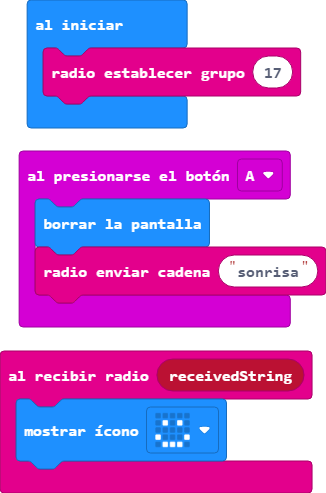 al iniciar
radio establecer grupo 17
al presionarse el botón A
borrar la pantalla
radio enviar cadena "sonrisa"
al recibir radio receivedString
mostrar ícono